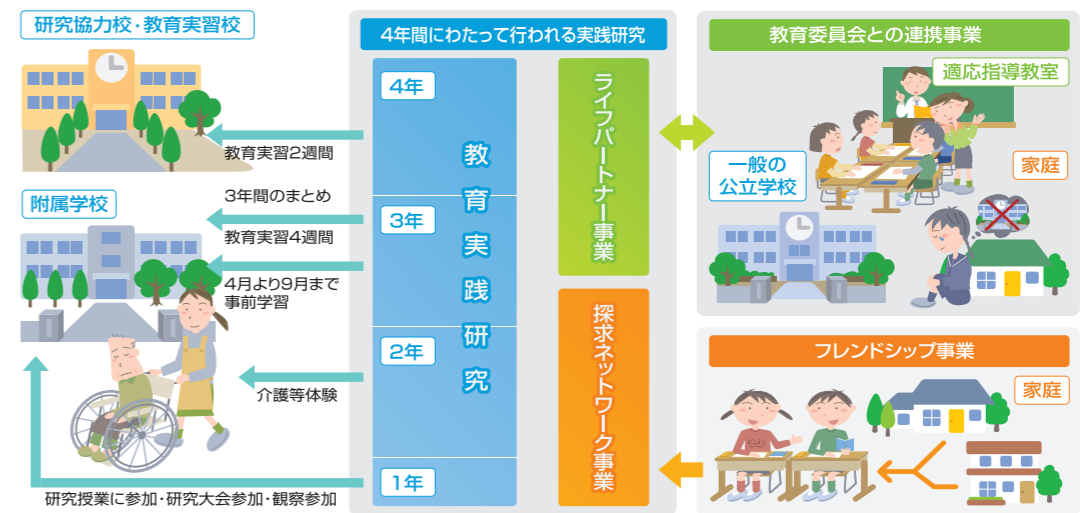 研究協力校・教育実習校
教育実習2週間
附属学校
3年間のまとめ
教育実習4週間
4月より9月まで
事前学習
介護等体験
研究授業に参加・研究大会参加・観察参加
4年間にわたって行われる実践研究
4年
3年
2年
1年
教育実践研究
ライフパートナー事業
探求ネットワーク事業
教育委員会との連携事業
適応指導教室
一般の
公立学校
家庭
フレンドシップ事業
家庭